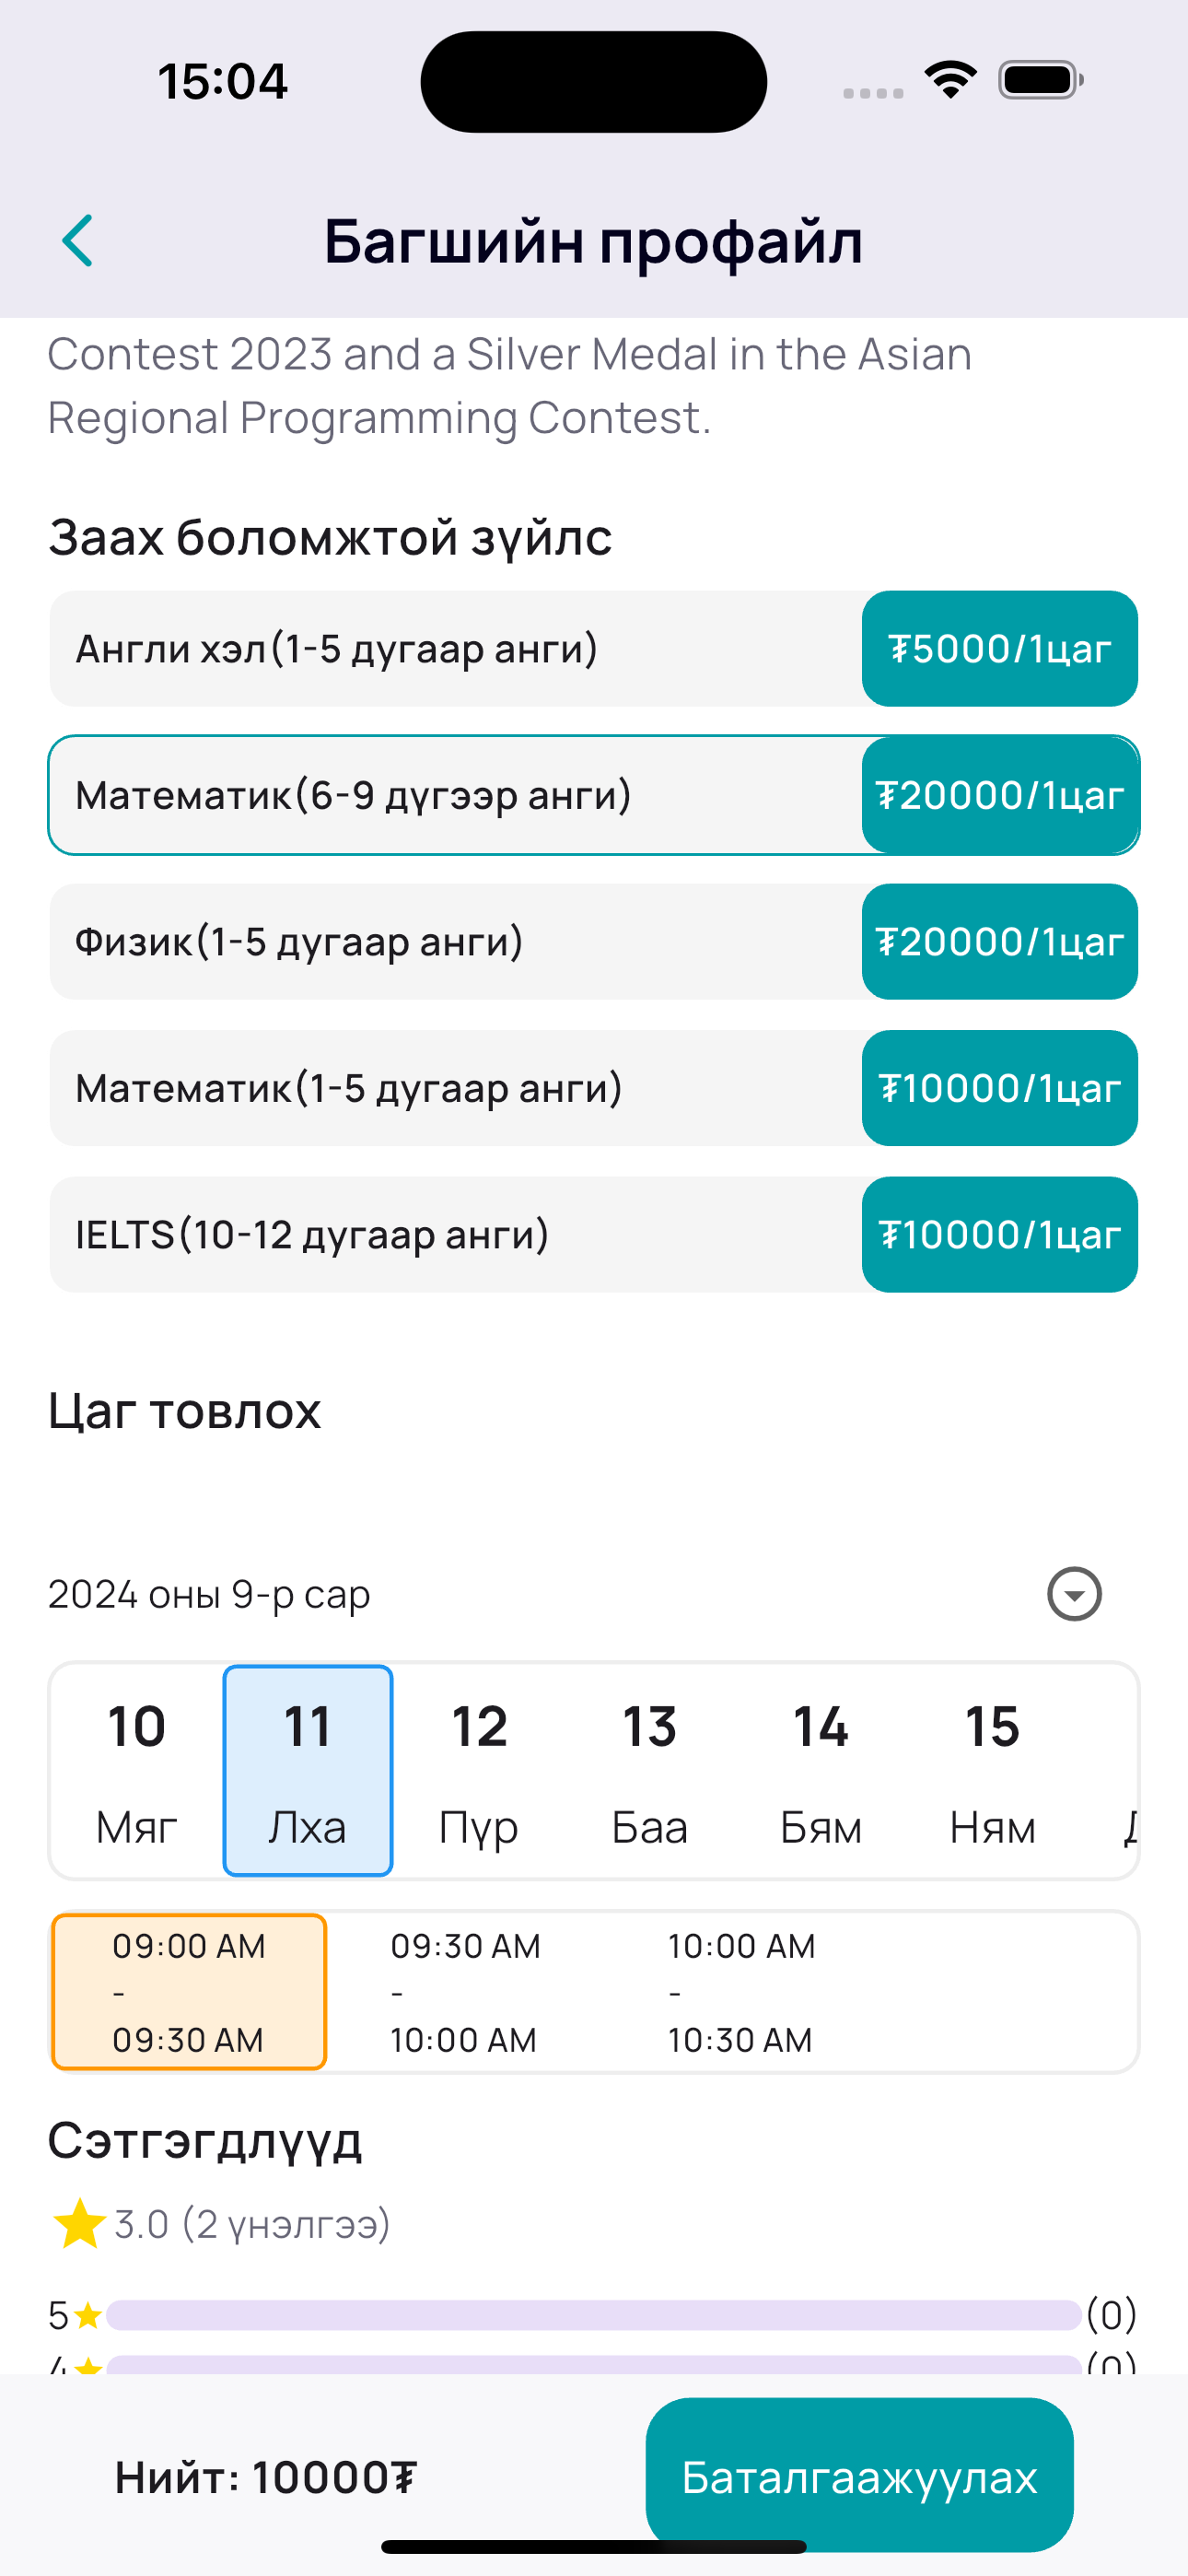 15:04
Багшийн профайл
Contest 2023 and a Silver Medal in the Asian
Regional Programming Contest.
Заах боломжтой зүйлс
Англи хэл(1-5 дугаар анги) ₮5000/1цаг
Математик(6-9 дүгээр анги) ₮20000/1цаг
Физик(1-5 дугаар анги) ₮20000/1цаг
Математик(1-5 дугаар анги) ₮10000/1цаг
IELTS(10-12 дугаар анги) ₮10000/1цаг
Цаг товлох
2024 оны 9-р сар
10 11 12 13 14 15
Мяг Лха Пүр Баа Бям Ням
09:00 AM 09:30 AM 10:00 AM
- - -
09:30 AM 10:00 AM 10:30 AM
Сэтгэгдлүүд
3.0 (2 үнэлгээ)
5 (0)
4 (0)
Нийт: 10000₮ Баталгаажуулах